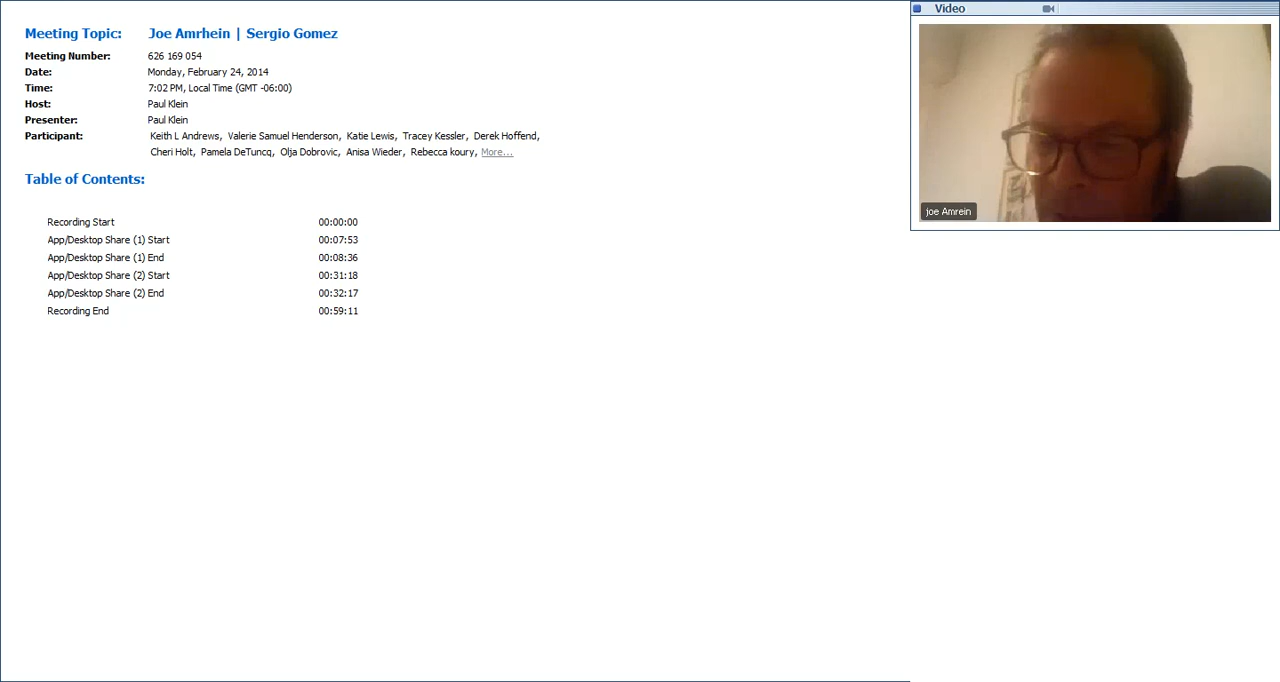 Meeting Topic: Joe Amrhein | Sergio Gomez
Meeting Number: 626 169 054
Date: Monday, February 24, 2014
Time: 7:02 PM, Local Time (GMT -06:00)
Host: Paul Klein
Presenter: Paul Klein
Participant: Keith L Andrews, Valerie Samuel Henderson, Katie Lewis, Tracey Kessler, Derek Hoffend,
Cheri Holt, Pamela DeTuncq, Olja Dobrovic, Anisa Wieder, Rebecca koury, More...
Table of Contents:
Recording Start 00:00:00
App/Desktop Share (1) Start 00:07:53
App/Desktop Share (1) End 00:08:36
App/Desktop Share (2) Start 00:31:18
App/Desktop Share (2) End 00:32:17
Recording End 00:59:11
Video
joe Amrein